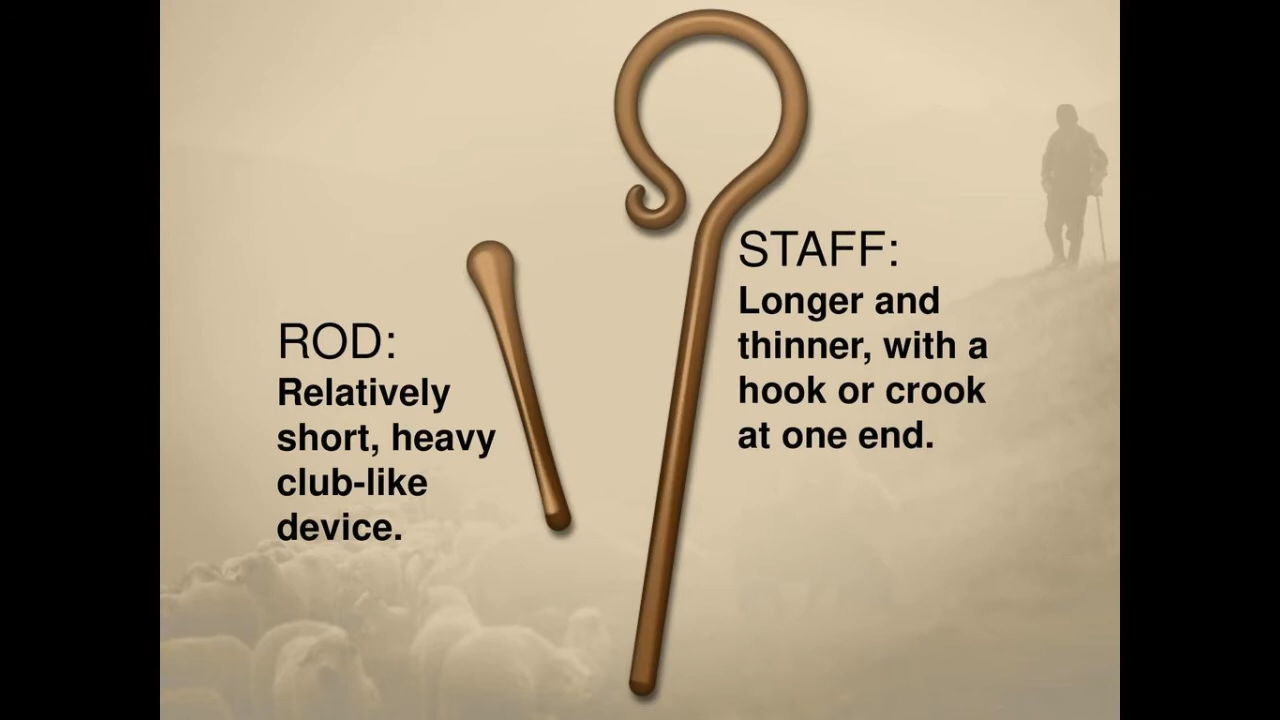 ROD:
Relatively
short, heavy
club-like
device.
STAFF:
Longer and
thinner, with a
hook or crook
at one end.